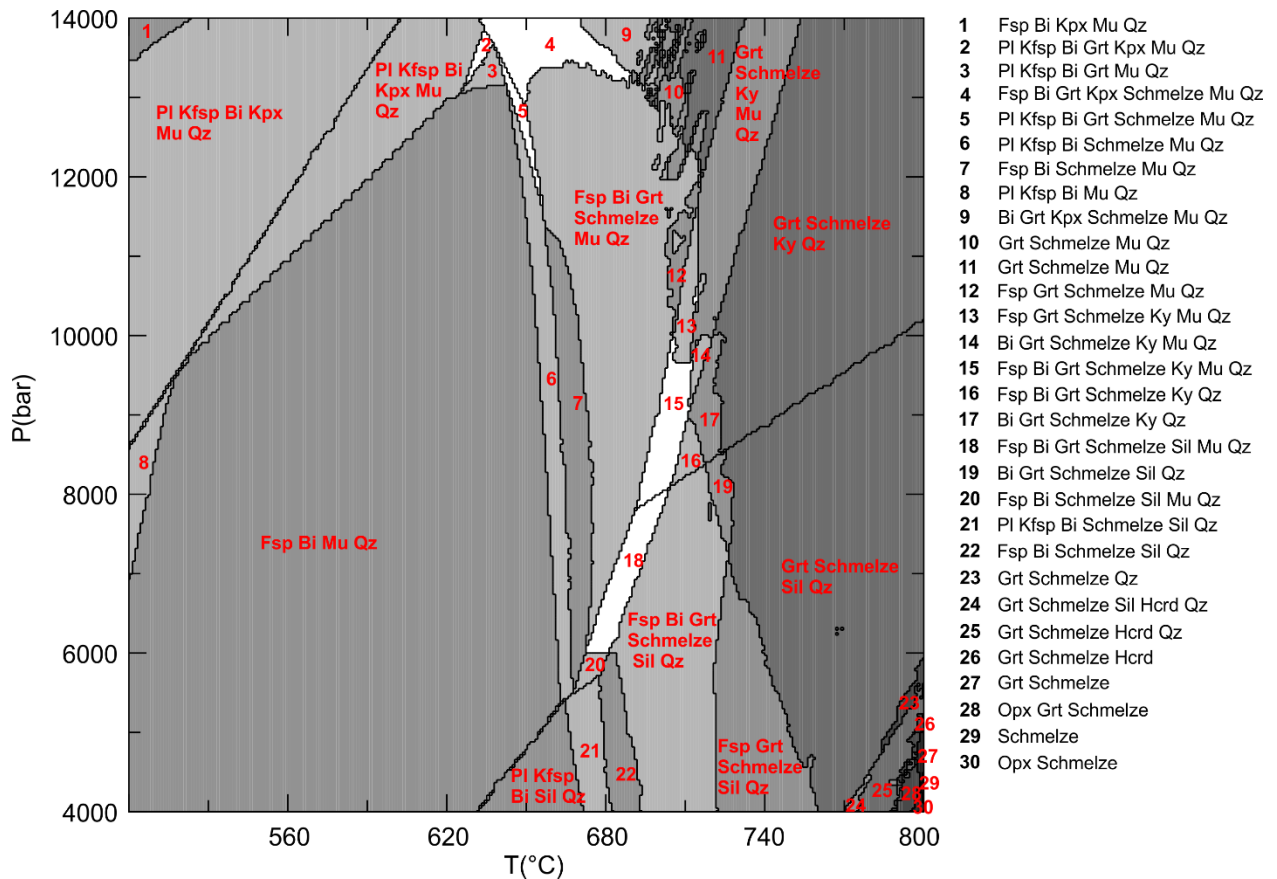 14000
12000
10000
8000
6000
4000
P(bar)
560
620
680
740
800
T(°C)
1
2
3
4
9
Pl Kfsp Bi Kpx
Mu Qz
Pl Kfsp Bi
Kpx Mu
Qz
5
10
11
Grt
Schmelze
Ky
Mu
Qz
Fsp Bi Grt
Schmelze
Mu Qz
Grt Schmelze
Ky Qz
12
13
14
6
7
15
17
16
8
19
Fsp Bi Mu Qz
18
Grt Schmelze
Sil Qz
Fsp Bi Grt
Schmelze
Sil Qz
20
21
22
Pl Kfsp
Bi Sil Qz
Fsp Grt
Schmelze
Sil Qz
23
26
27
25
28
29
24
30
1 Fsp Bi Kpx Mu Qz
2 Pl Kfsp Bi Grt Kpx Mu Qz
3 Pl Kfsp Bi Grt Mu Qz
4 Fsp Bi Grt Kpx Schmelze Mu Qz
5 Pl Kfsp Bi Grt Schmelze Mu Qz
6 Pl Kfsp Bi Schmelze Mu Qz
7 Fsp Bi Schmelze Mu Qz
8 Pl Kfsp Bi Mu Qz
9 Bi Grt Kpx Schmelze Mu Qz
10 Grt Schmelze Mu Qz
11 Grt Schmelze Mu Qz
12 Fsp Grt Schmelze Mu Qz
13 Fsp Grt Schmelze Ky Mu Qz
14 Bi Grt Schmelze Ky Mu Qz
15 Fsp Bi Grt Schmelze Ky Mu Qz
16 Fsp Bi Grt Schmelze Ky Qz
17 Bi Grt Schmelze Ky Qz
18 Fsp Bi Grt Schmelze Sil Mu Qz
19 Bi Grt Schmelze Sil Qz
20 Fsp Bi Schmelze Sil Mu Qz
21 Pl Kfsp Bi Schmelze Sil Qz
22 Fsp Bi Schmelze Sil Qz
23 Grt Schmelze Qz
24 Grt Schmelze Sil Hcrd Qz
25 Grt Schmelze Hcrd Qz
26 Grt Schmelze Hcrd
27 Grt Schmelze
28 Opx Grt Schmelze
29 Schmelze
30 Opx Schmelze